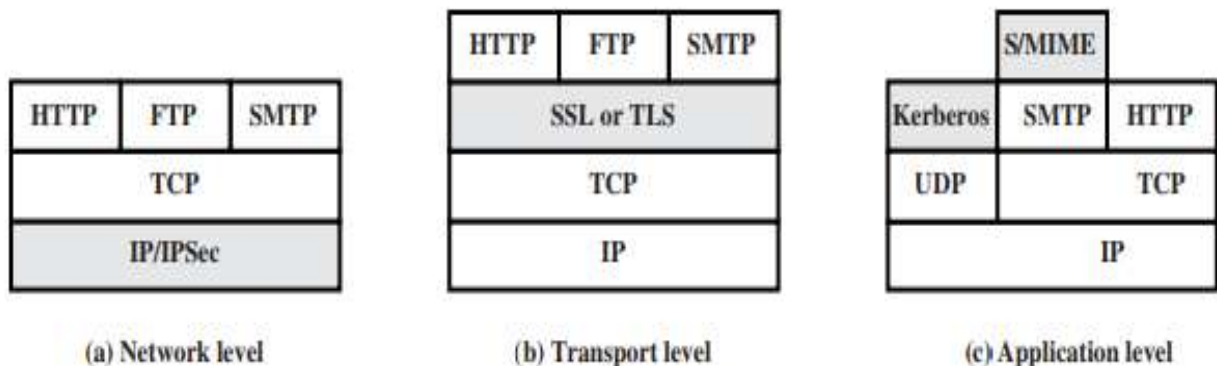 HTTP FTP SMTP
TCP
IP/IPSec
(a) Network level
HTTP FTP SMTP
SSL or TLS
TCP
IP
(b) Transport level
S/MIME
Kerberos SMTP HTTP
UDP TCP
IP
(c) Application level